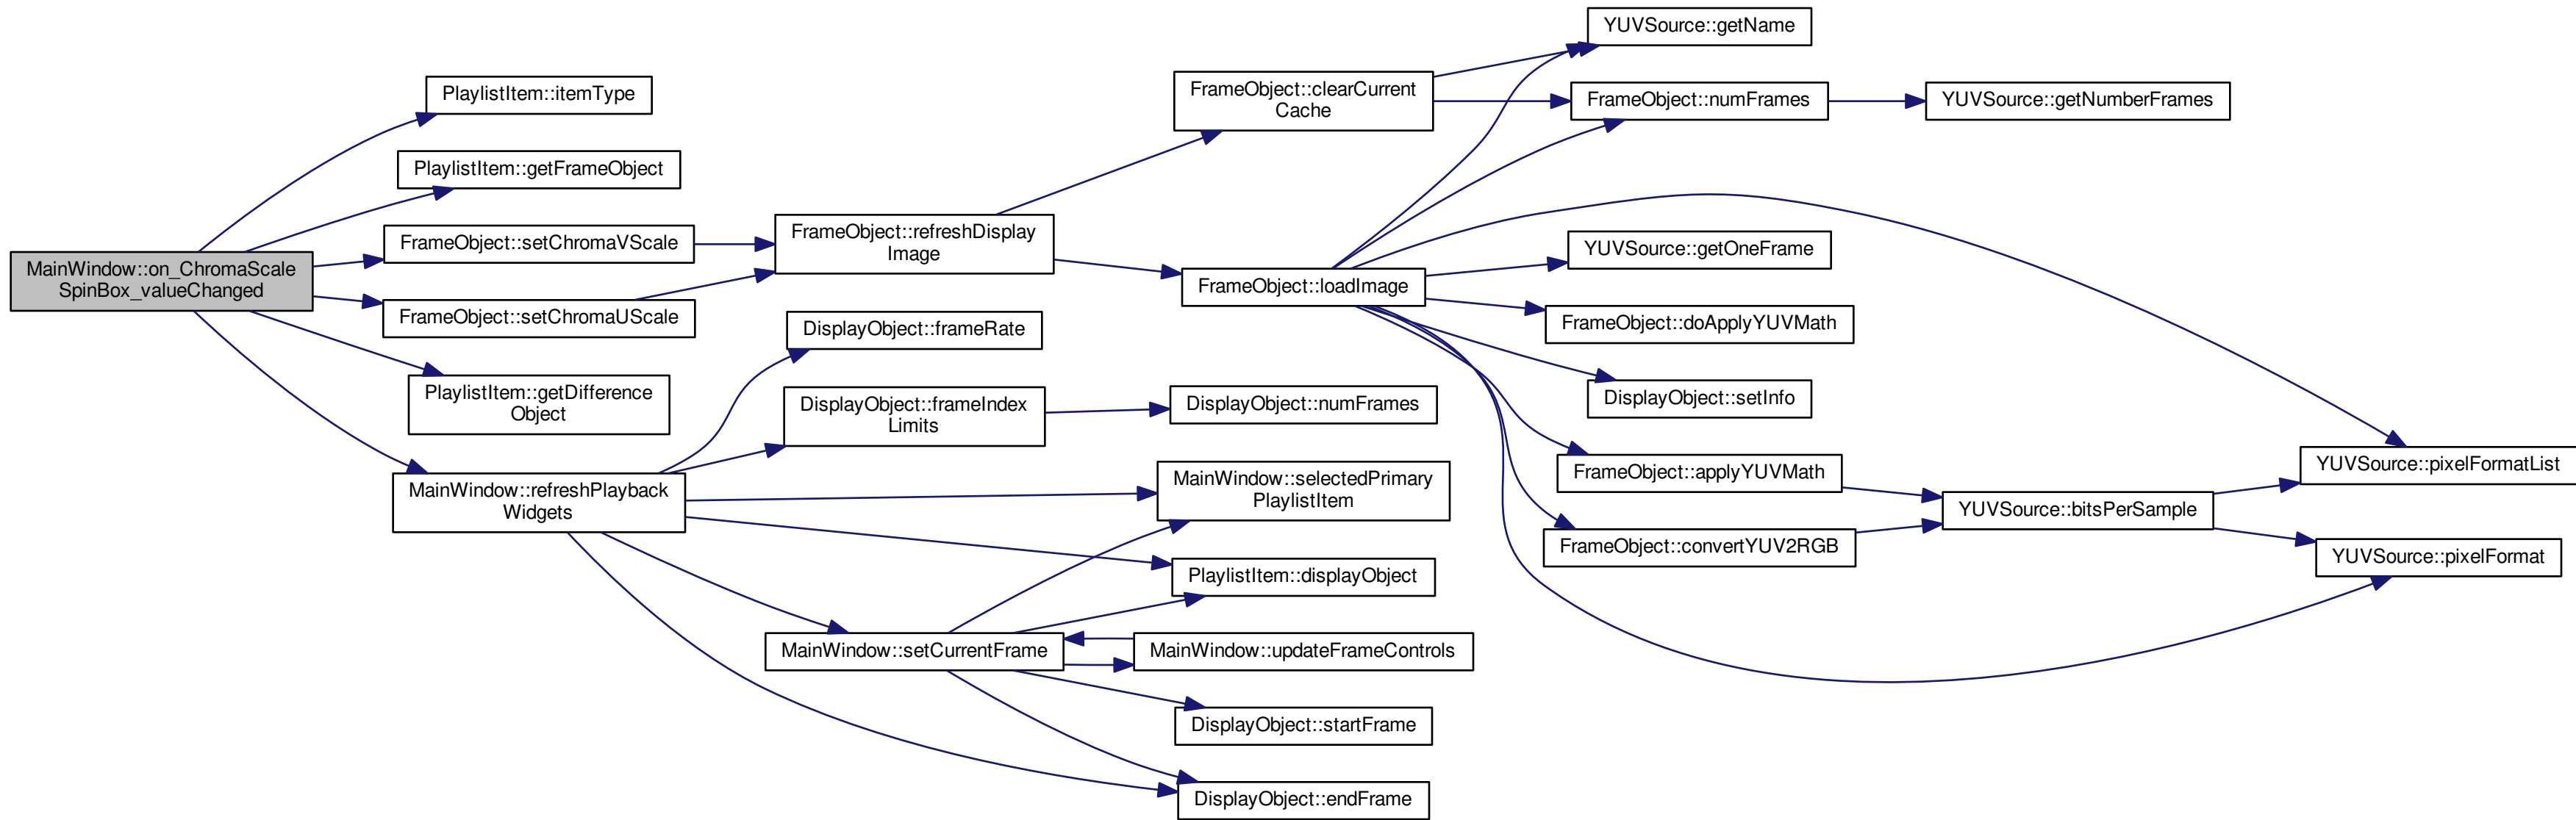 MainWindow::on_ChromaScale
SpinBox_valueChanged
PlaylistItem::itemType
PlaylistItem::getFrameObject
FrameObject::setChromaVScale
FrameObject::setChromaUScale
PlaylistItem::getDifference
Object
MainWindow::refreshPlayback
Widgets
FrameObject::refreshDisplay
Image
DisplayObject::frameRate
DisplayObject::frameIndex
Limits
MainWindow::setCurrentFrame
FrameObject::clearCurrent
Cache
FrameObject::loadImage
DisplayObject::numFrames
MainWindow::selectedPrimary
PlaylistItem
PlaylistItem::displayObject
MainWindow::updateFrameControls
DisplayObject::startFrame
DisplayObject::endFrame
YUVSource::getName
FrameObject::numFrames
YUVSource::getOneFrame
FrameObject::doApplyYUVMath
DisplayObject::setInfo
FrameObject::applyYUVMath
FrameObject::convertYUV2RGB
YUVSource::getNumberFrames
YUVSource::bitsPerSample
YUVSource::pixelFormatList
YUVSource::pixelFormat